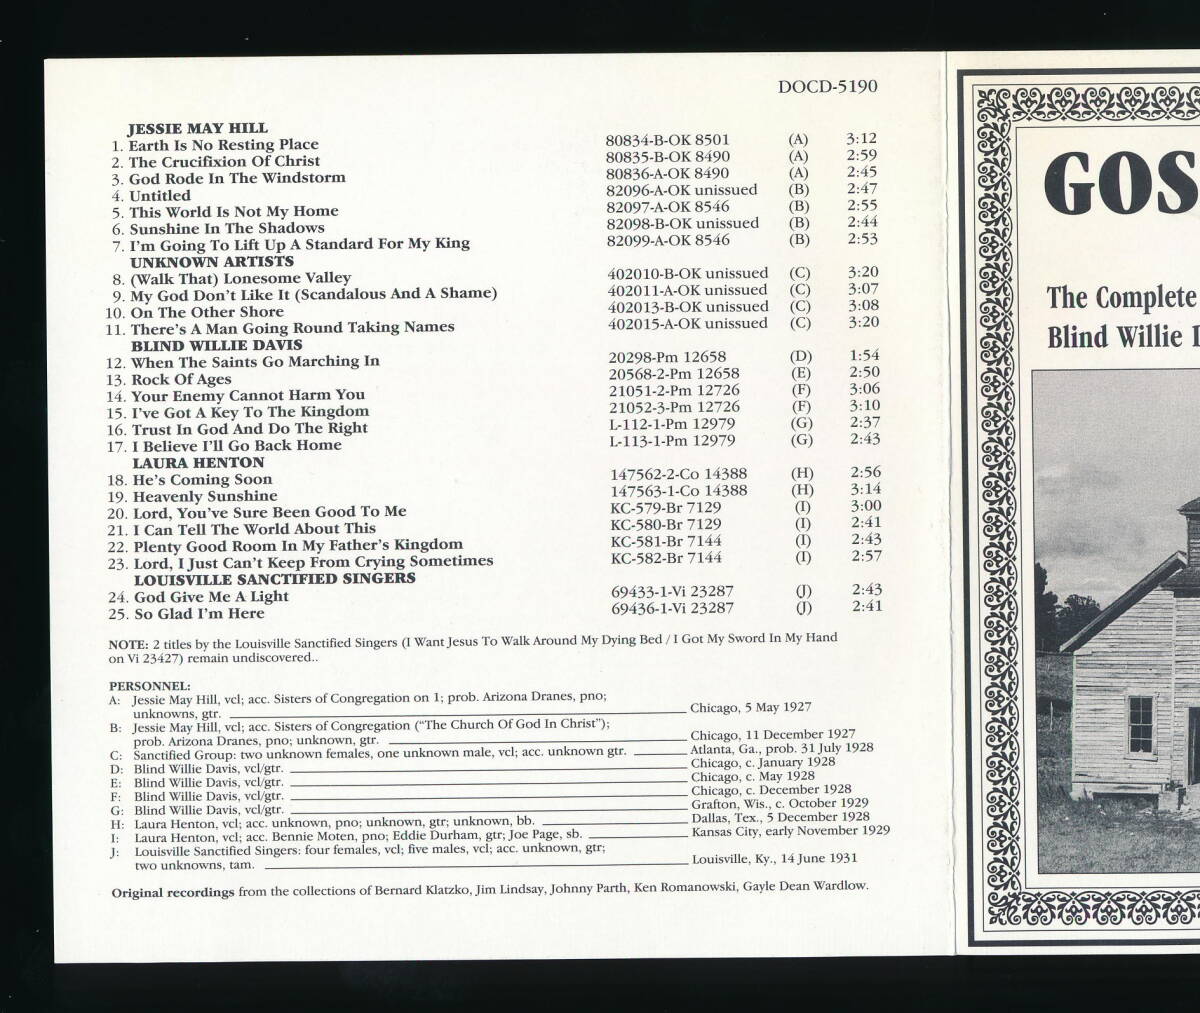 DOCD-5190
JESSIE MAY HILL
1. Earth Is No Resting Place 80834-B-OK 8501 (A) 3:12
2. The Crucifixion Of Christ 80835-B-OK 8490 (A) 2:59
3. God Rode In The Windstorm 80836-A-OK 8490 (A) 2:45
4. Untitled 82096-A-OK unissued (B) 2:47
5. This World Is Not My Home 82097-A-OK 8546 (B) 2:55
6. Sunshine In The Shadows 82098-B-OK unissued (B) 2:44
7. I'm Going To Lift Up A Standard For My King 82099-A-OK 8546 (B) 2:53
UNKNOWN ARTISTS
8. (Walk That) Lonesome Valley 402010-B-OK unissued (C) 3:20
9. My God Don't Like It (Scandalous And A Shame) 402011-A-OK unissued (C) 3:07
10. On The Other Shore 402013-B-OK unissued (C) 3:08
11. There's A Man Going Round Taking Names 402015-A-OK unissued (C) 3:20
BLIND WILLIE DAVIS
12. When The Saints Go Marching In 20298-Pm 12658 (D) 1:54
13. Rock Of Ages 20568-2-Pm 12658 (E) 2:50
14. Your Enemy Cannot Harm You 21051-2-Pm 12726 (F) 3:06
15. I've Got A Key To The Kingdom 21052-3-Pm 12726 (F) 3:10
16. Trust In God And Do The Right L-112-1-Pm 12979 (G) 2:37
17. I Believe I'll Go Back Home L-113-1-Pm 12979 (G) 2:43
LAURA HENTON
18. He's Coming Soon 147562-2-Co 14388 (H) 2:56
19. Heavenly Sunshine 147563-1-Co 14388 (H) 3:14
20. Lord, You've Sure Been Good To Me KC-579-Br 7129 (I) 3:00
21. I Can Tell The World About This KC-580-Br 7129 (I) 2:41
22. Plenty Good Room In My Father's Kingdom KC-581-Br 7144 (I) 2:43
23. Lord, I Just Can't Keep From Crying Sometimes KC-582-Br 7144 (I) 2:57
LOUISVILLE SANCTIFIED SINGERS
24. God Give Me A Light 69433-1-Vi 23287 (J) 2:43
25. So Glad I'm Here 69436-1-Vi 23287 (J) 2:41
NOTE: 2 titles by the Louisville Sanctified Singers (I Want Jesus To Walk Around My Dying Bed / I Got My Sword In My Hand
on Vi 23427) remain undiscovered..
PERSONNEL:
A: Jessie May Hill, vcl; acc. Sisters of Congregation on 1; prob. Arizona Dranes, pno;
unknowns, gtr. Chicago, 5 May 1927
B: Jessie May Hill, vcl; acc. Sisters of Congregation ("The Church Of God In Christ");
prob. Arizona Dranes, pno; unknown, gtr. Chicago, 11 December 1927
C: Sanctified Group: two unknown females, one unknown male, vcl; acc. unknown gtr. Atlanta, Ga., prob. 31 July 1928
D: Blind Willie Davis, vcl/gtr. Chicago, c. January 1928
E: Blind Willie Davis, vcl/gtr. Chicago, c. May 1928
F: Blind Willie Davis, vcl/gtr. Chicago, c. December 1928
G: Blind Willie Davis, vcl/gtr. Grafton, Wis., c. October 1929
H: Laura Henton, vcl; acc. unknown, pno; unknown, gtr; unknown, bb. Dallas, Tex., 5 December 1928
I: Laura Henton, vcl; acc. Bennie Moten, pno; Eddie Durham, gtr; Joe Page, sb. Kansas City, early November 1929
J: Louisville Sanctified Singers: four females, vcl; five males, vcl; acc. unknown, gtr;
two unknowns, tam. Louisville, Ky., 14 June 1931
Original recordings from the collections of Bernard Klatzko, Jim Lindsay, Johnny Parth, Ken Romanowski, Gayle Dean Wardlow.
GOS
The Complete
Blind Willie